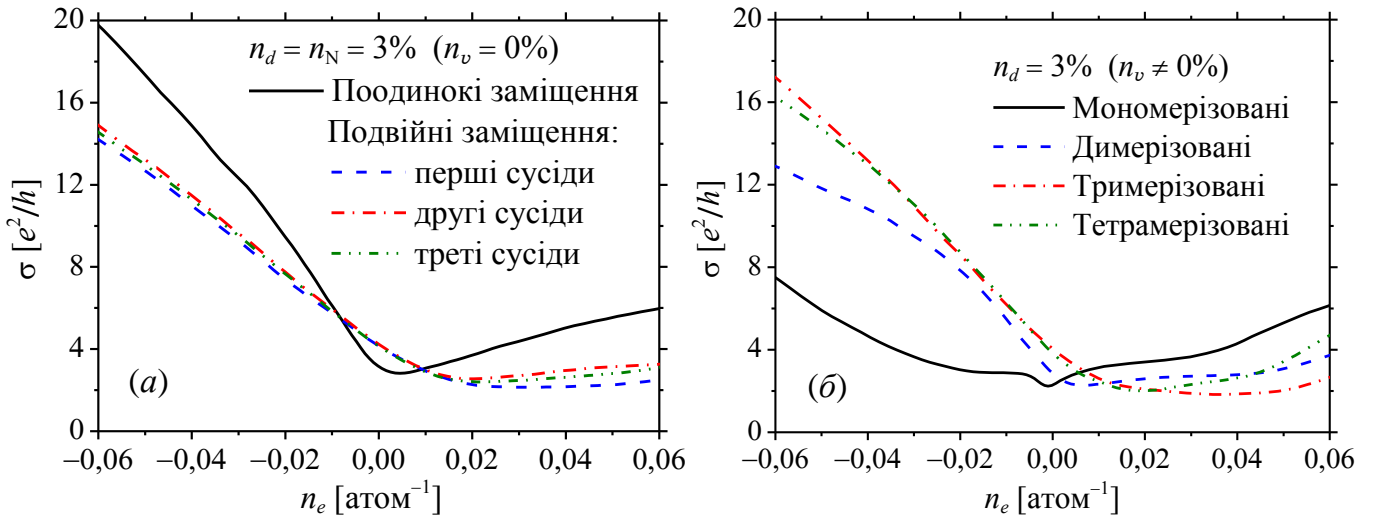 n_d = n_N = 3% (n_v = 0%)
Поодинокі заміщення
Подвійні заміщення:
перші сусіди
другі сусіди
треті сусіди
(а)
σ [e²/h]
20
16
12
8
4
0
–0,06 –0,04 –0,02 0,00 0,02 0,04 0,06
n_e [атом⁻¹]
n_d = 3% (n_v ≠ 0%)
Мономерізовані
Димерізовані
Тримерізовані
Тетрамерізовані
(б)
σ [e²/h]
20
16
12
8
4
0
–0,06 –0,04 –0,02 0,00 0,02 0,04 0,06
n_e [атом⁻¹]